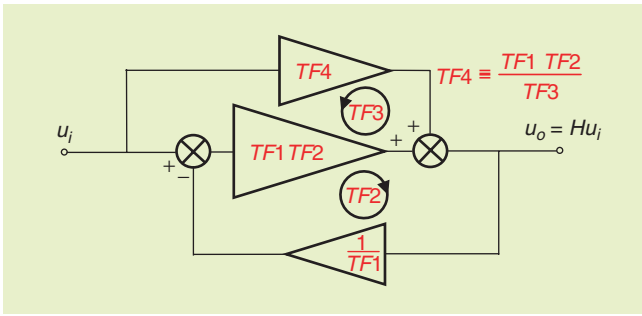 TF4
TF4 ≡ TF1 TF2
TF3
+
TF3
u_i
u_o = Hu_i
+
TF1 TF2
+
−
TF2
1
TF1